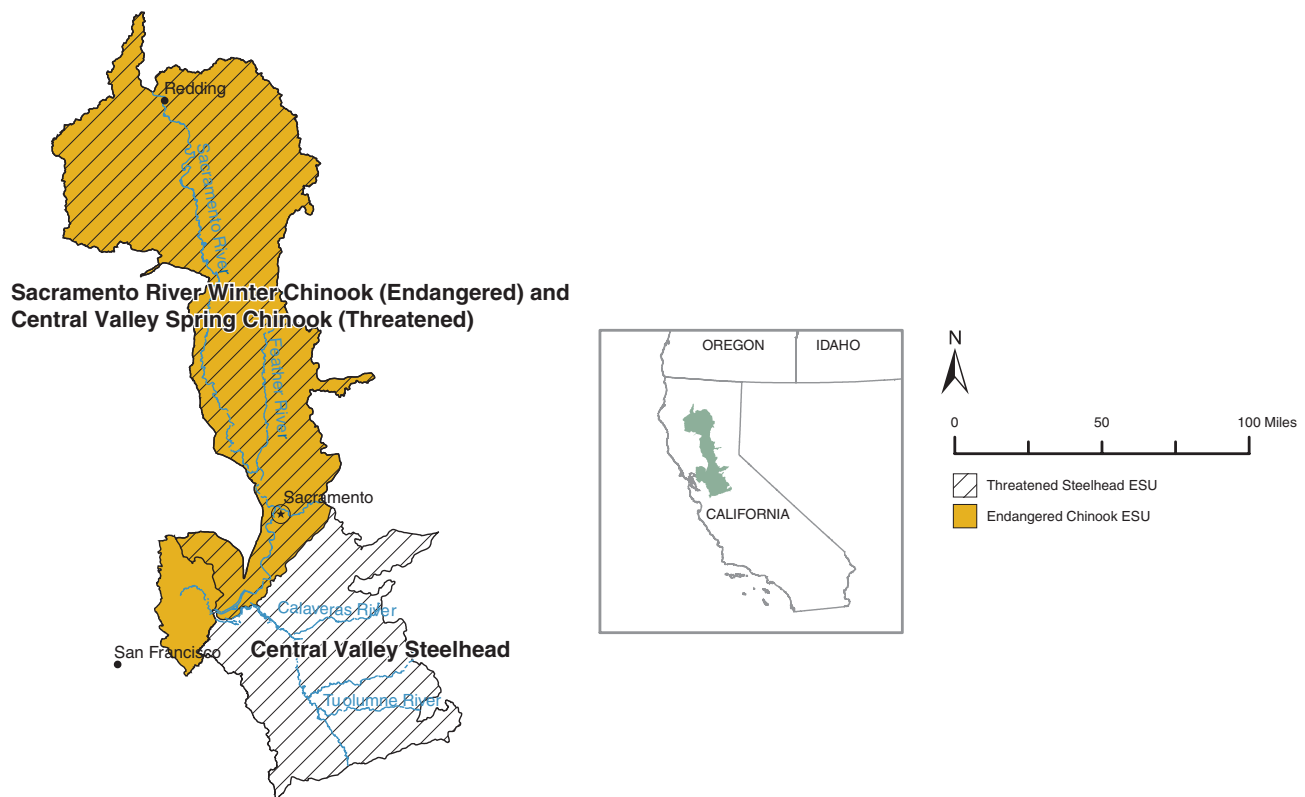 Redding
Sacramento River
Sacramento River Winter Chinook (Endangered) and
Central Valley Spring Chinook (Threatened)
Feather River
Sacramento
Calaveras River
San Francisco
Central Valley Steelhead
Tuolumne River
OREGON
IDAHO
CALIFORNIA
N
0
50
100 Miles
Threatened Steelhead ESU
Endangered Chinook ESU